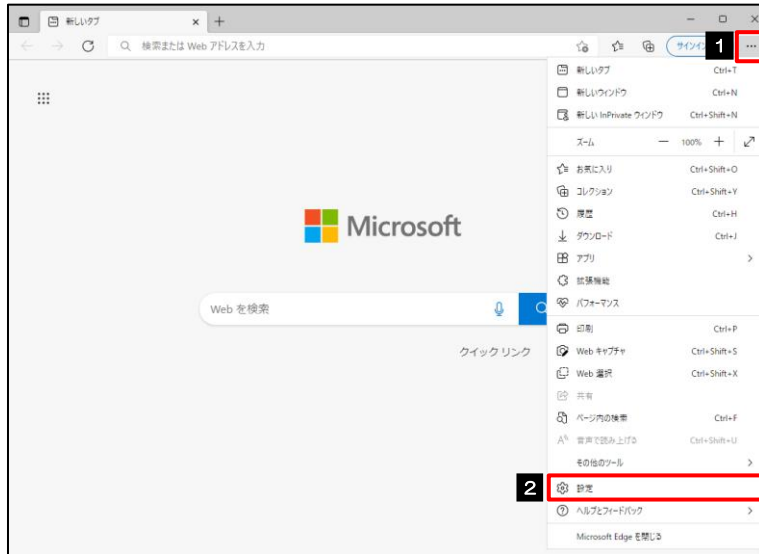 新しいタブ
検索または Web アドレスを入力
サインイン
1
新しいタブ Ctrl+T
新しいウィンドウ Ctrl+N
新しい InPrivate ウィンドウ Ctrl+Shift+N
ズーム 100%
お気に入り Ctrl+Shift+O
コレクション Ctrl+Shift+Y
履歴 Ctrl+H
ダウンロード Ctrl+J
アプリ
拡張機能
パフォーマンス
印刷 Ctrl+P
Web キャプチャ Ctrl+Shift+S
Web 選択 Ctrl+Shift+X
共有
ページ内の検索 Ctrl+F
音声で読み上げる Ctrl+Shift+U
その他のツール
2 設定
ヘルプとフィードバック
Microsoft Edge を閉じる
Microsoft
Web を検索
クイック リンク